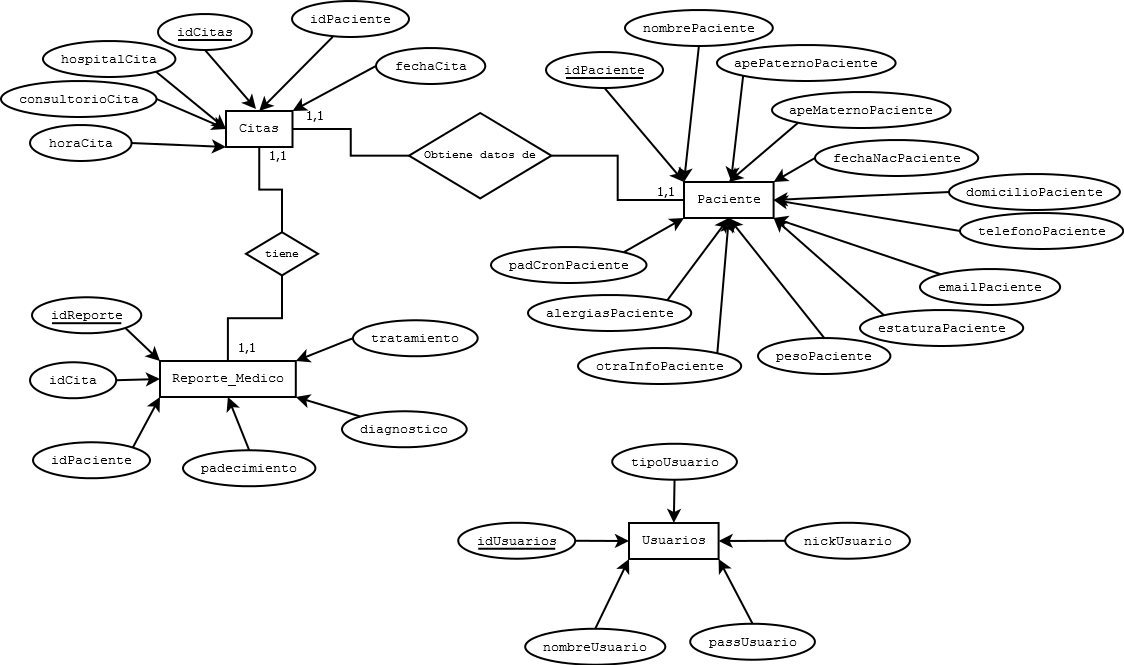 idCitas
idPaciente
hospitalCita
fechaCita
consultorioCita
horaCita
Citas
1,1
1,1
Obtiene datos de
1,1
nombrePaciente
idPaciente
apePaternoPaciente
apeMaternoPaciente
fechaNacPaciente
domicilioPaciente
telefonoPaciente
Paciente
padCronPaciente
alergiasPaciente
otraInfoPaciente
pesoPaciente
estaturaPaciente
emailPaciente
tiene
1,1
idReporte
tratamiento
idCita
Reporte_Medico
diagnostico
idPaciente
padecimiento
tipoUsuario
idUsuarios
Usuarios
nickUsuario
nombreUsuario
passUsuario